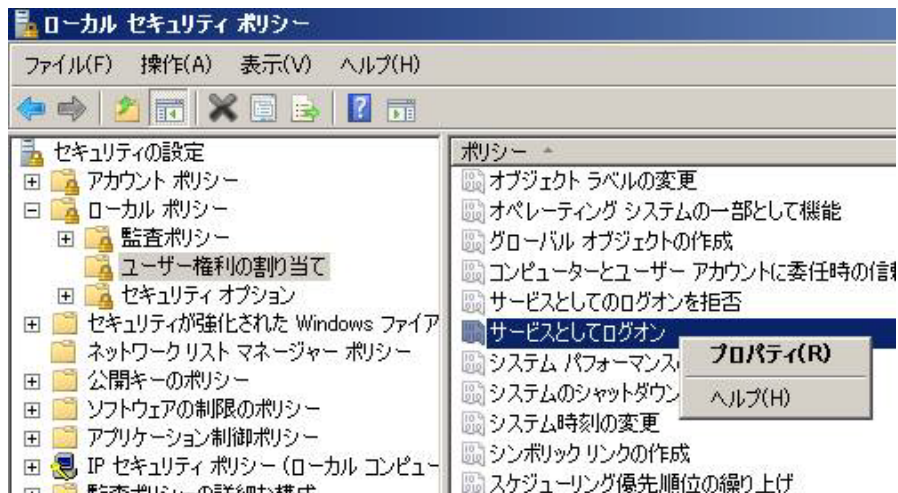 ローカル セキュリティ ポリシー
ファイル(F) 操作(A) 表示(V) ヘルプ(H)
セキュリティの設定
アカウント ポリシー
ローカル ポリシー
監査ポリシー
ユーザー権利の割り当て
セキュリティ オプション
セキュリティが強化された Windows ファイア
ネットワーク リスト マネージャー ポリシー
公開キーのポリシー
ソフトウェアの制限のポリシー
アプリケーション制御ポリシー
IP セキュリティ ポリシー (ローカル コンピュー
監査ポリシーの詳細な構成
ポリシー
オブジェクト ラベルの変更
オペレーティング システムの一部として機能
グローバル オブジェクトの作成
コンピューターとユーザー アカウントに委任時の信頼
サービスとしてのログオンを拒否
サービスとしてログオン
システム パフォーマンス
システムのシャットダウン
システム時刻の変更
シンボリック リンクの作成
スケジューリング優先順位の繰り上げ
プロパティ(R)
ヘルプ(H)